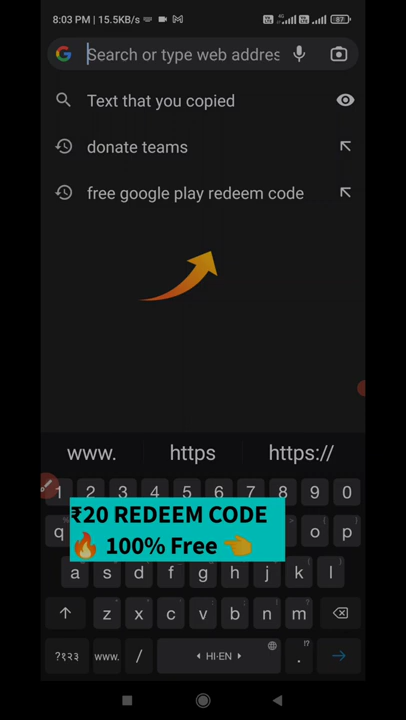 8:03 PM | 15.5KB/s
87
Search or type web addres
Text that you copied
donate teams
free google play redeem code
www.
https
https://
1 2 3 4 5 6 7 8 9 0
q o p
₹20 REDEEM CODE
🔥 100% Free 👈
a s d f g h j k l
z x c v b n m
?१२३ www. / HI-EN . !?